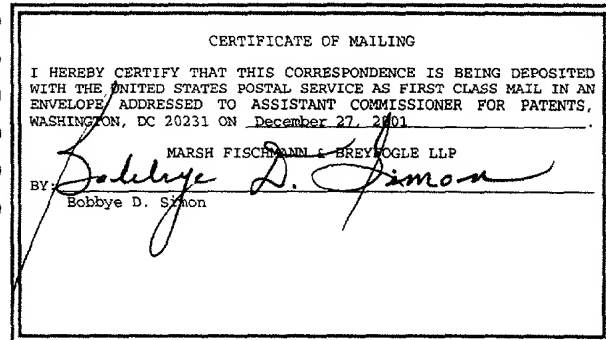 CERTIFICATE OF MAILING
I HEREBY CERTIFY THAT THIS CORRESPONDENCE IS BEING DEPOSITED
WITH THE UNITED STATES POSTAL SERVICE AS FIRST CLASS MAIL IN AN
ENVELOPE ADDRESSED TO ASSISTANT COMMISSIONER FOR PATENTS,
WASHINGTON, DC 20231 ON December 27, 2001.
MARSH FISCHMANN & BREYFOGLE LLP
BY: Bobbye D. Simon
Bobbye D. Simon